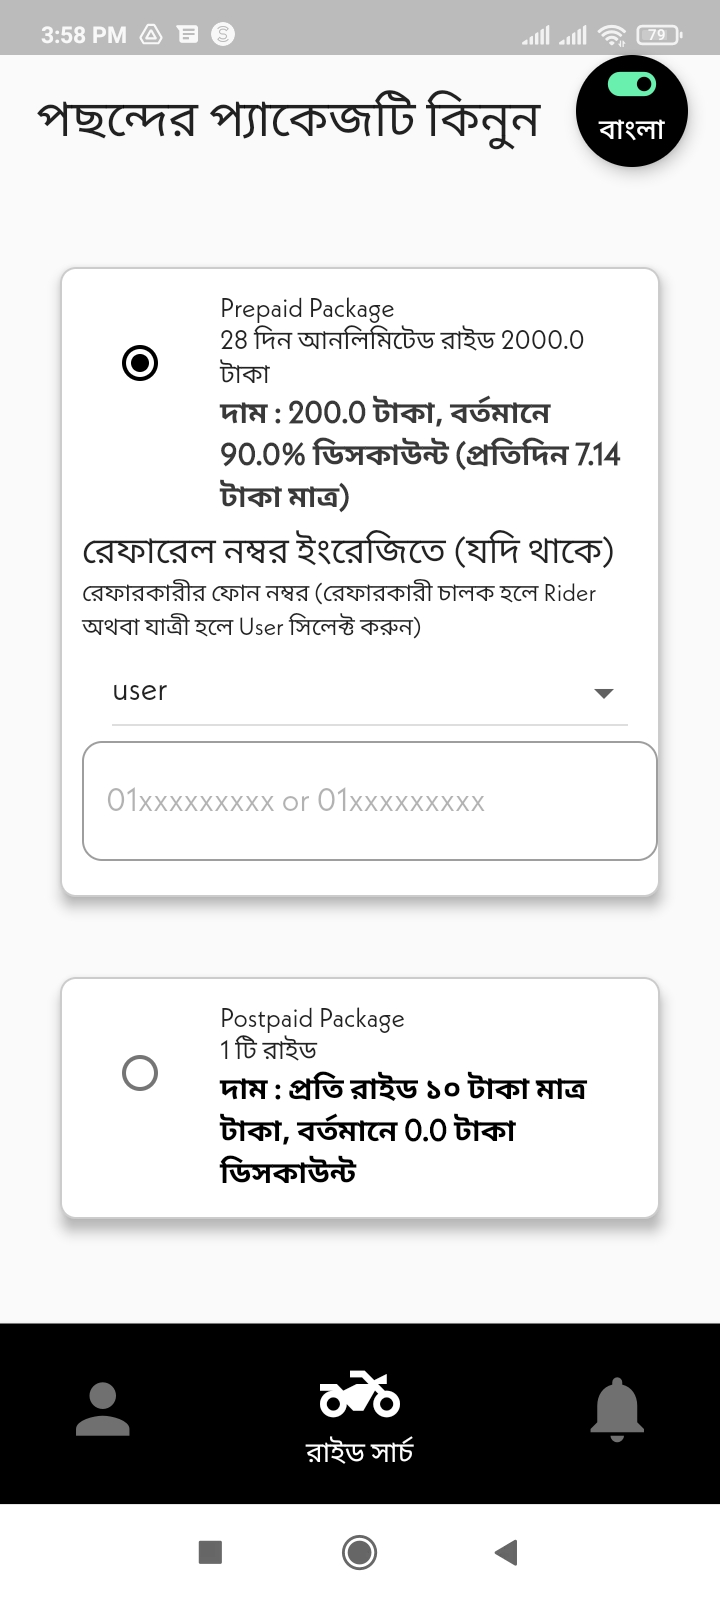 3:58 PM
79
পছন্দের প্যাকেজটি কিনুন
বাংলা
Prepaid Package
28 দিন আনলিমিটেড রাইড 2000.0
টাকা
দাম : 200.0 টাকা, বর্তমানে
90.0% ডিসকাউন্ট (প্রতিদিন 7.14
টাকা মাত্র)
রেফারেল নম্বর ইংরেজিতে (যদি থাকে)
রেফারকারীর ফোন নম্বর (রেফারকারী চালক হলে Rider
অথবা যাত্রী হলে User সিলেক্ট করুন)
user
01xxxxxxxxx or 01xxxxxxxxx
Postpaid Package
1 টি রাইড
দাম : প্রতি রাইড ১০ টাকা মাত্র
টাকা, বর্তমানে 0.0 টাকা
ডিসকাউন্ট
রাইড সার্চ